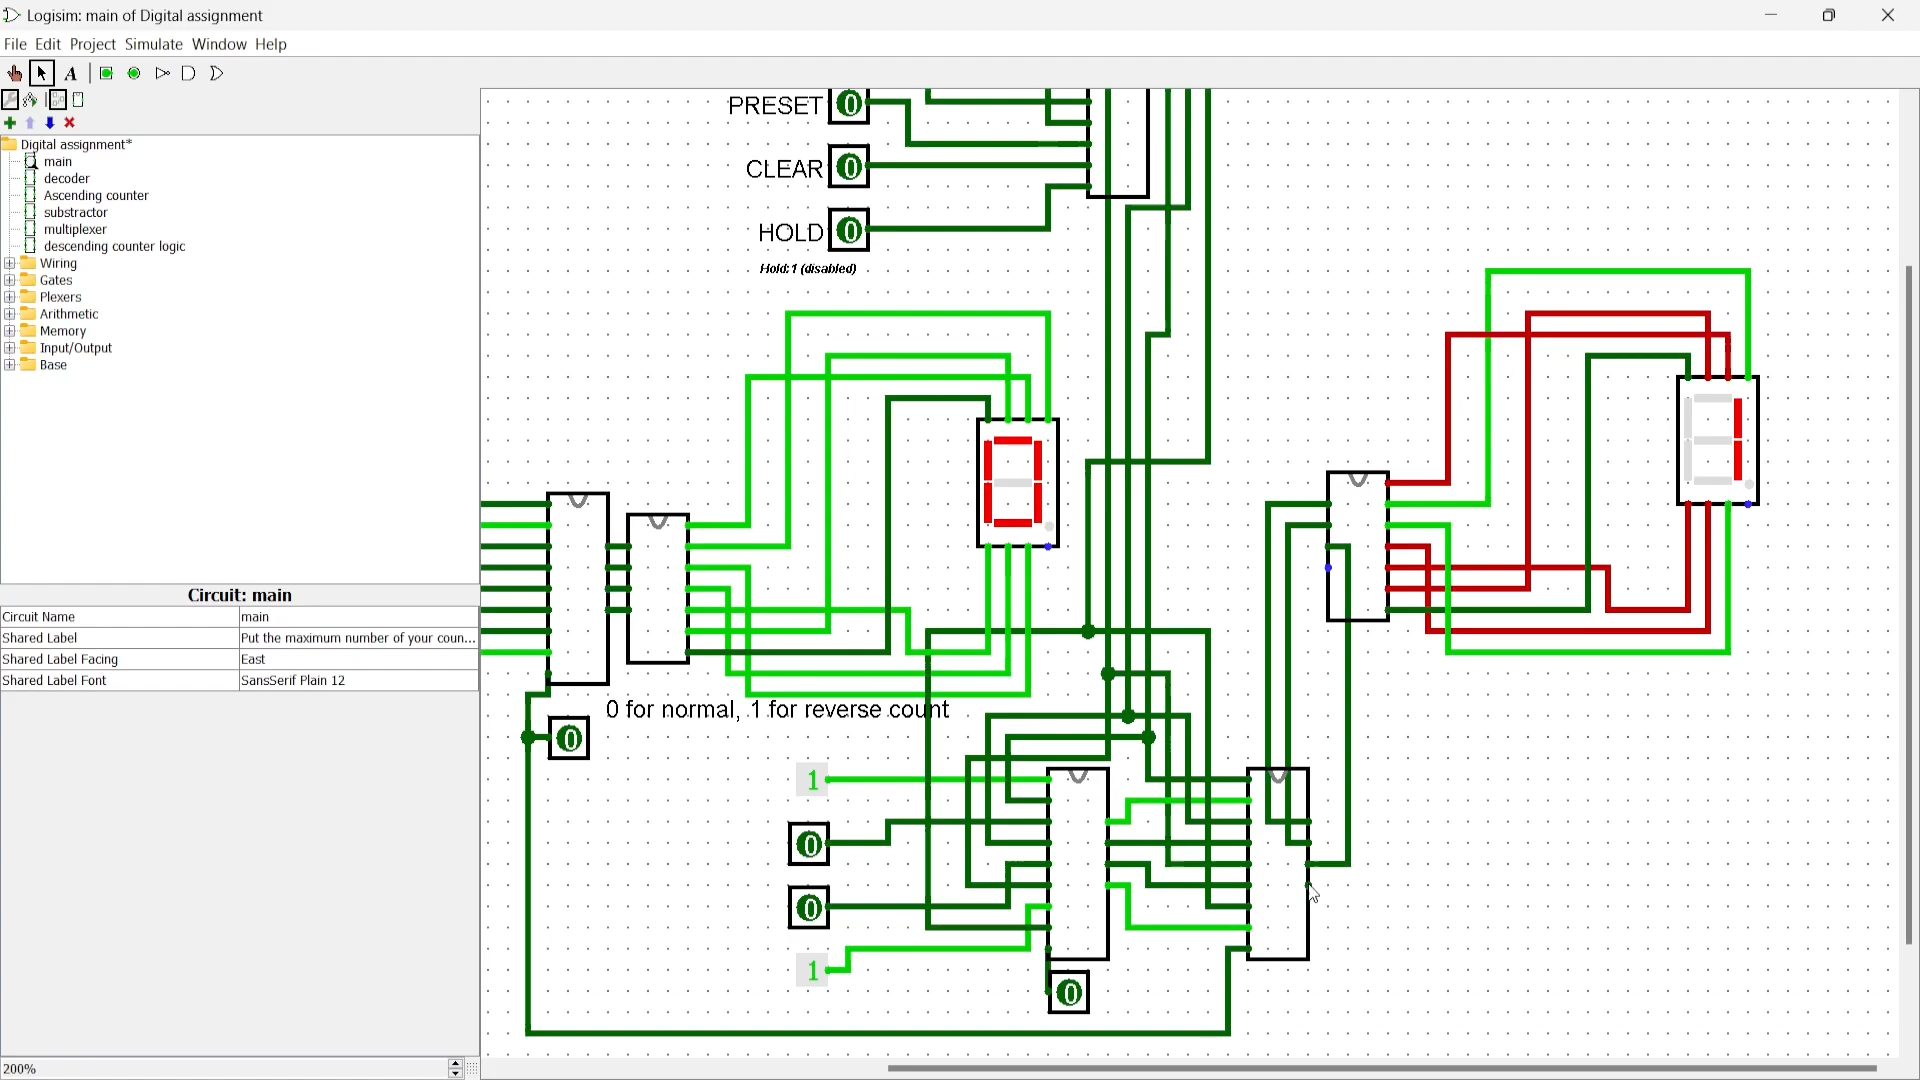 Logisim: main of Digital assignment
File Edit Project Simulate Window Help
A
Digital assignment*
main
decoder
Ascending counter
substractor
multiplexer
descending counter logic
Wiring
Gates
Plexers
Arithmetic
Memory
Input/Output
Base
Circuit: main
Circuit Name main
Shared Label Put the maximum number of your coun...
Shared Label Facing East
Shared Label Font SansSerif Plain 12
200%
PRESET 0
CLEAR 0
HOLD 0
Hold:1 (disabled)
0 for normal, 1 for reverse count
0
1
0
0
1
0